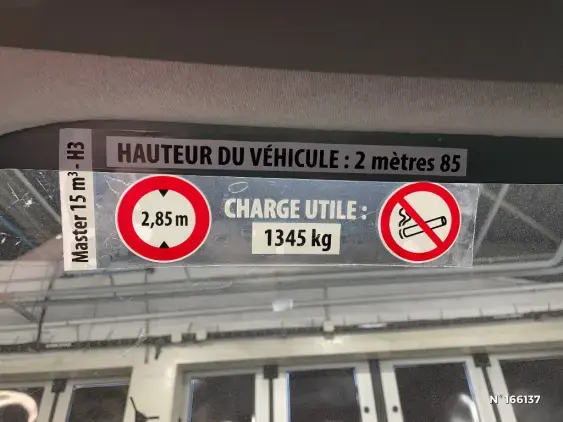 HAUTEUR DU VÉHICULE : 2 mètres 85
Master 15 m³ - H3
2,85 m
CHARGE UTILE :
1345 kg
N°166137